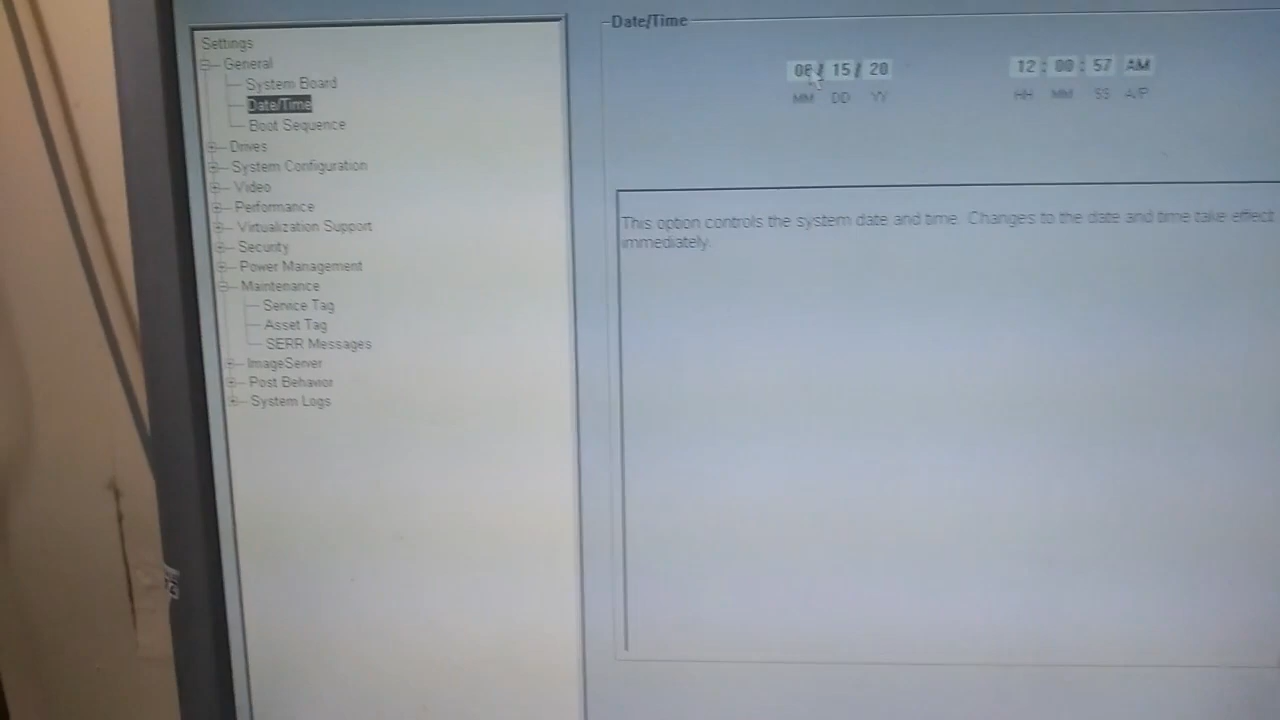 Settings
General
System Board
Date/Time
Boot Sequence
Drives
System Configuration
Video
Performance
Virtualization Support
Security
Power Management
Maintenance
Service Tag
Asset Tag
SERR Messages
ImageServer
Post Behavior
System Logs
Date/Time
/ 15 / 20
12 : 00 : 57 AM
MM DD YY
HH MM SS A/P
This option controls the system date and time. Changes to the date and time take effect
immediately.